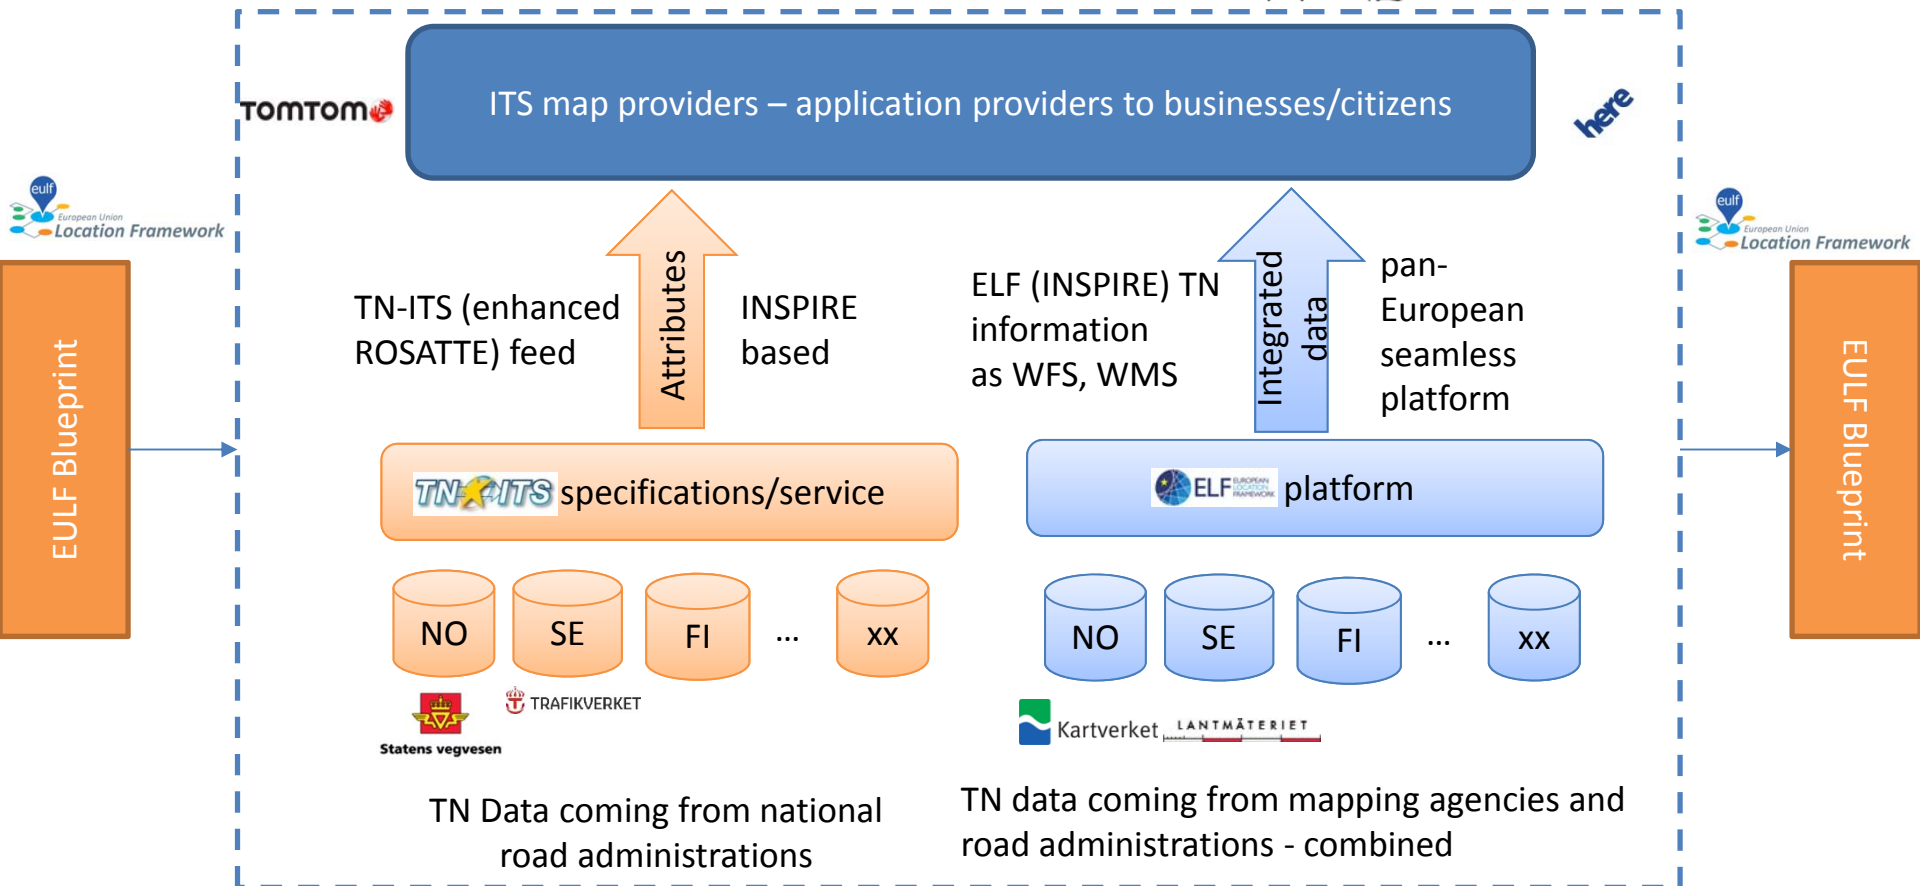 TOMTOM
ITS map providers – application providers to businesses/citizens
here
eulf
European Union
Location Framework
eulf
European Union
Location Framework
EULF Blueprint
TN-ITS (enhanced
ROSATTE) feed
Attributes
INSPIRE
based
ELF (INSPIRE) TN
information
as WFS, WMS
Integrated
data
pan-
European
seamless
platform
EULF Blueprint
TN ITS specifications/service
ELF EUROPEAN LOCATION FRAMEWORK platform
NO
SE
FI
...
xx
NO
SE
FI
...
xx
Statens vegvesen
TRAFIKVERKET
Kartverket
LANTMÄTERIET
TN Data coming from national
road administrations
TN data coming from mapping agencies and
road administrations - combined